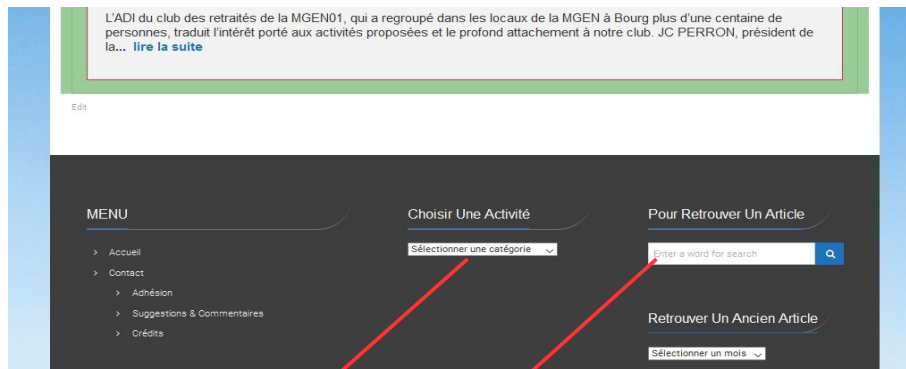 L'ADI du club des retraités de la MGEN01, qui a regroupé dans les locaux de la MGEN à Bourg plus d'une centaine de
personnes, traduit l'intérêt porté aux activités proposées et le profond attachement à notre club. JC PERRON, président de
la... lire la suite
Edit
MENU
> Accueil
> Contact
> Adhésion
> Suggestions & Commentaires
> Crédits
Choisir Une Activité
Sélectionner une catégorie
Pour Retrouver Un Article
Enter a word for search
Retrouver Un Ancien Article
Sélectionner un mois